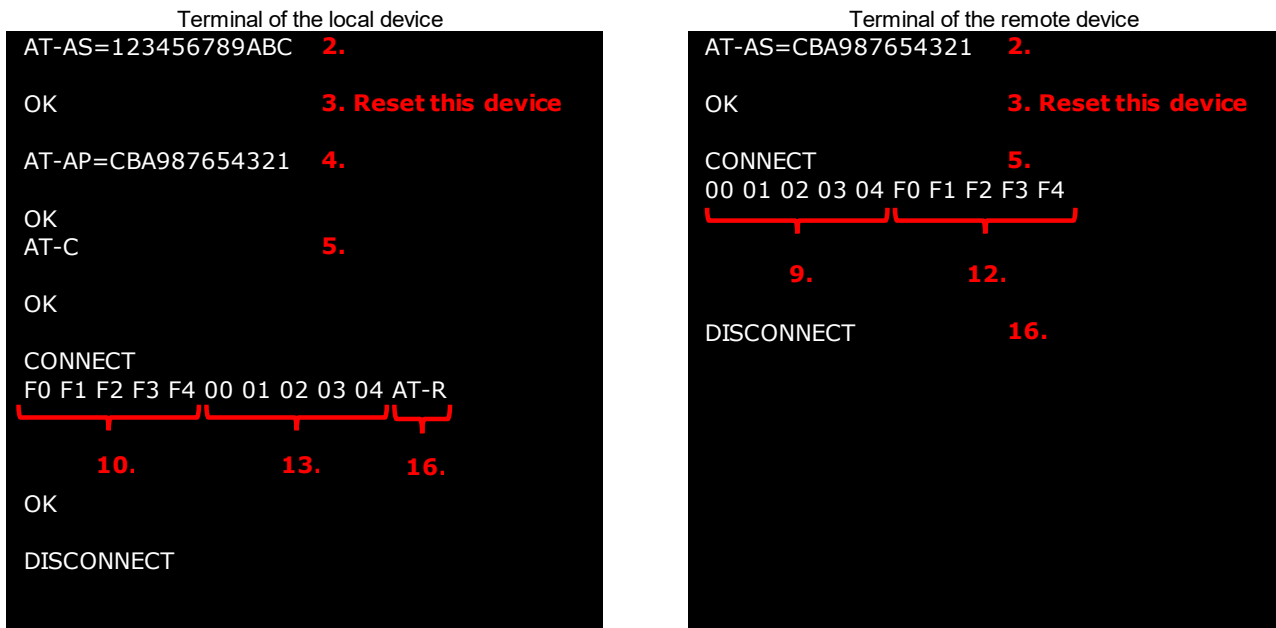 Terminal of the local device
AT-AS=123456789ABC 2.
OK 3. Reset this device
AT-AP=CBA987654321 4.
OK
AT-C 5.
OK
CONNECT
F0 F1 F2 F3 F4 00 01 02 03 04 AT-R
10. 13. 16.
OK
DISCONNECT
Terminal of the remote device
AT-AS=CBA987654321 2.
OK 3. Reset this device
CONNECT 5.
00 01 02 03 04 F0 F1 F2 F3 F4
9. 12.
DISCONNECT 16.